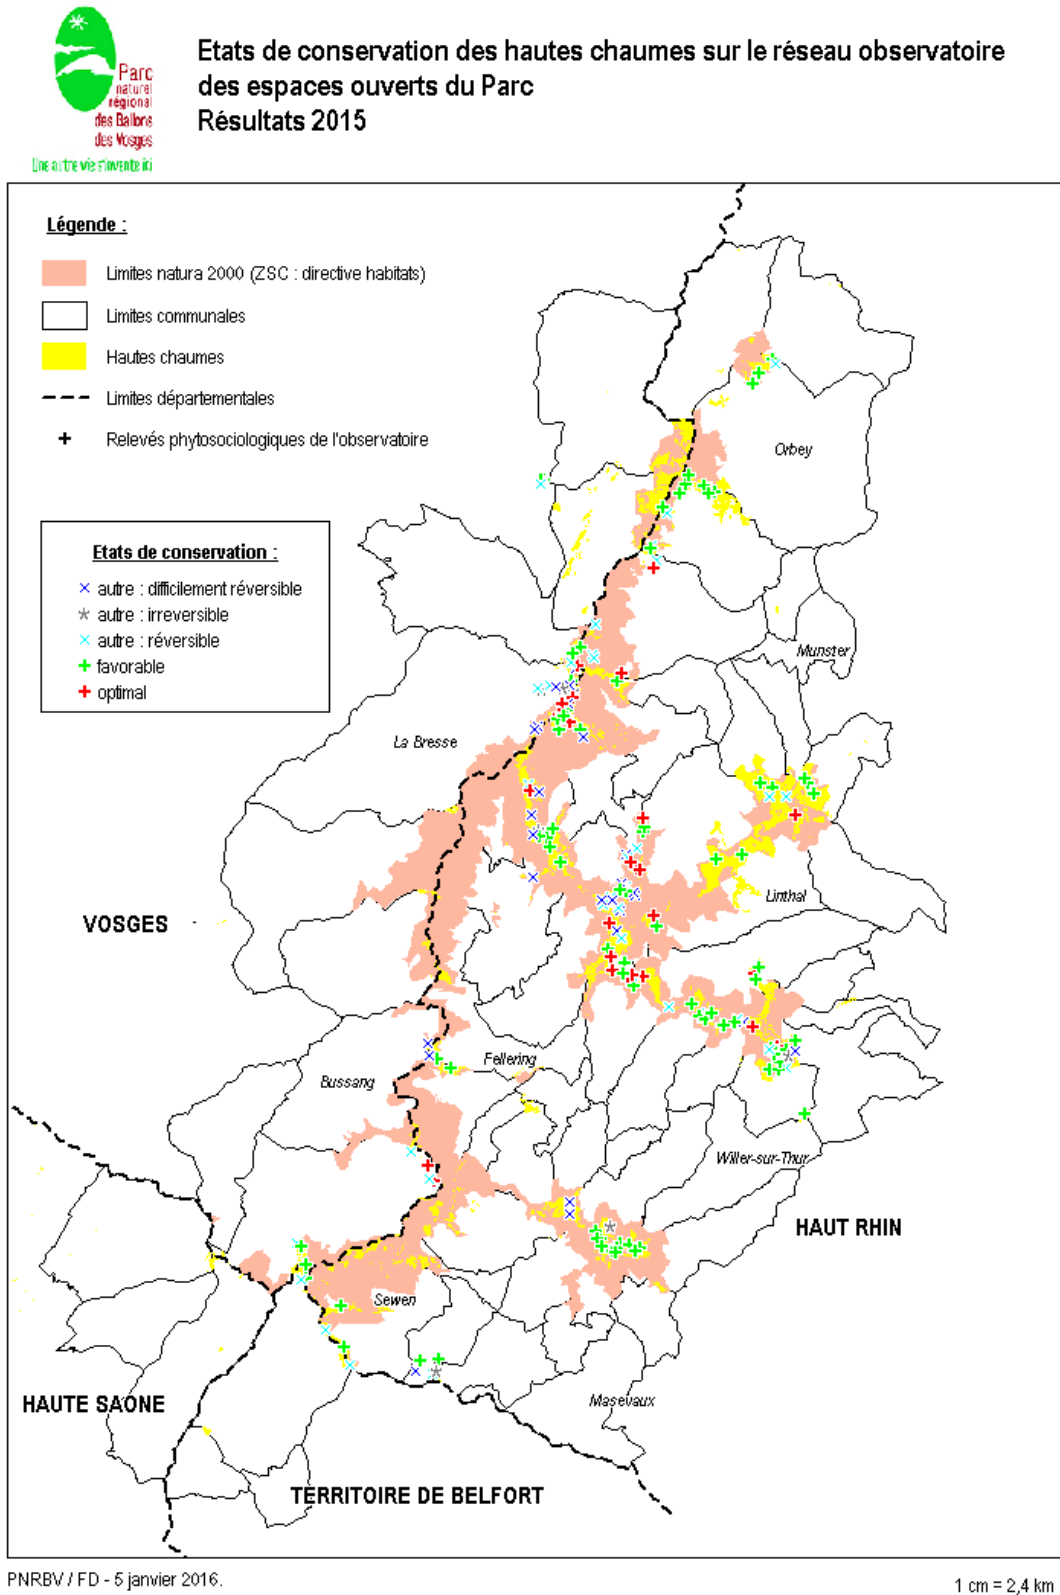 Parc
naturel
régional
des Ballons
des Vosges
Une autre vie s'invente ici
Etats de conservation des hautes chaumes sur le réseau observatoire
des espaces ouverts du Parc
Résultats 2015
Légende :
Limites natura 2000 (ZSC : directive habitats)
Limites communales
Hautes chaumes
Limites départementales
Relevés phytosociologiques de l'observatoire
Etats de conservation :
autre : difficilement réversible
autre : irreversible
autre : réversible
favorable
optimal
Orbey
Munster
La Bresse
Linthal
VOSGES
Fellering
Bussang
Willer-sur-Thur
HAUT RHIN
Sewen
Masevaux
HAUTE SAONE
TERRITOIRE DE BELFORT
PNRBV / FD - 5 janvier 2016.
1 cm = 2,4 km